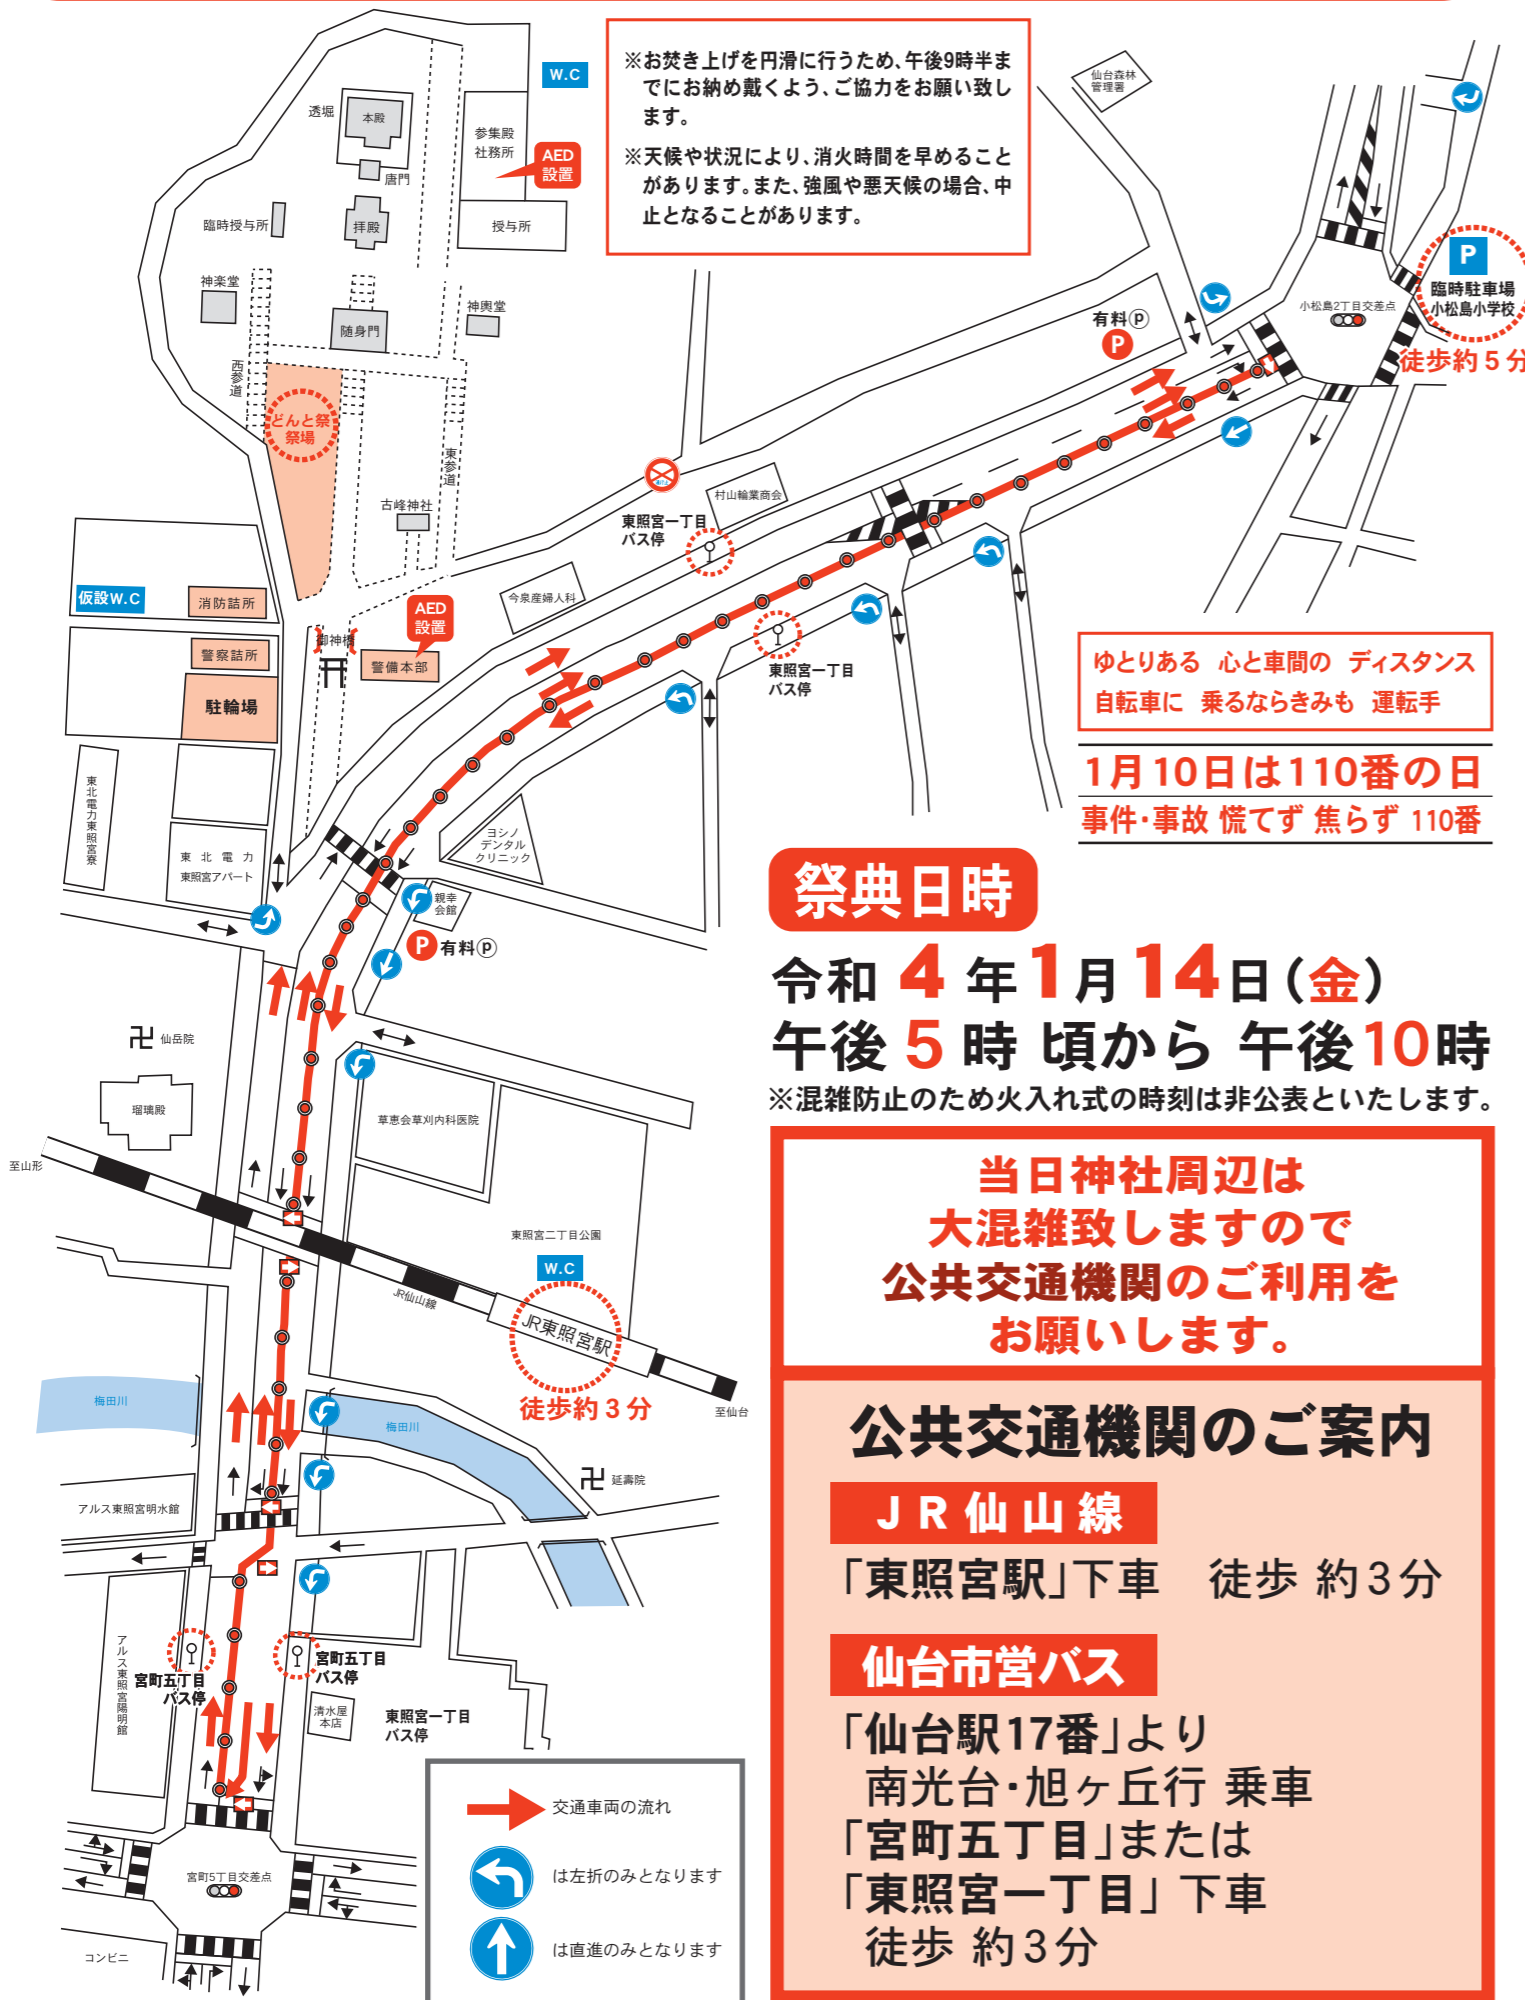 ※お焚き上げを円滑に行うため、午後9時半ま
でにお納め戴くよう、ご協力をお願い致し
ます。
※天候や状況により、消火時間を早めること
があります。また、強風や悪天候の場合、中
止となることがあります。
W.C
透堀
本殿
参集殿
社務所
AED
設置
唐門
臨時授与所
拝殿
授与所
神楽堂
随身門
神輿堂
西参道
どんと祭
祭場
東参道
古峰神社
仙台森林
管理署
P
臨時駐車場
小松島小学校
徒歩約5分
小松島2丁目交差点
有料ⓟ
P
村山輪業商会
東照宮一丁目
バス停
今泉産婦人科
東照宮一丁目
バス停
仮設W.C
消防詰所
警察詰所
駐輪場
御神橋
AED
設置
警備本部
東北電力東照宮寮
東北電力
東照宮アパート
ヨシノ
デンタル
クリニック
親幸
会館
P 有料ⓟ
卍 仙岳院
瑠璃殿
草恵会草刈内科医院
至山形
東照宮二丁目公園
W.C
JR仙山線
JR東照宮駅
徒歩約3分
至仙台
梅田川
梅田川
卍 延壽院
アルス東照宮明水館
アルス東照宮陽明館
宮町五丁目
バス停
宮町五丁目
バス停
清水屋
本店
東照宮一丁目
バス停
宮町5丁目交差点
コンビニ
交通車両の流れ
は左折のみとなります
は直進のみとなります
ゆとりある 心と車間の ディスタンス
自転車に 乗るならきみも 運転手
1月10日は110番の日
事件・事故 慌てず 焦らず 110番
祭典日時
令和4年1月14日(金)
午後5時頃から 午後10時
※混雑防止のため火入れ式の時刻は非公表といたします。
当日神社周辺は
大混雑致しますので
公共交通機関のご利用を
お願いします。
公共交通機関のご案内
JR仙山線
「東照宮駅」下車 徒歩 約3分
仙台市営バス
「仙台駅17番」より
南光台・旭ヶ丘行 乗車
「宮町五丁目」または
「東照宮一丁目」下車
徒歩 約3分